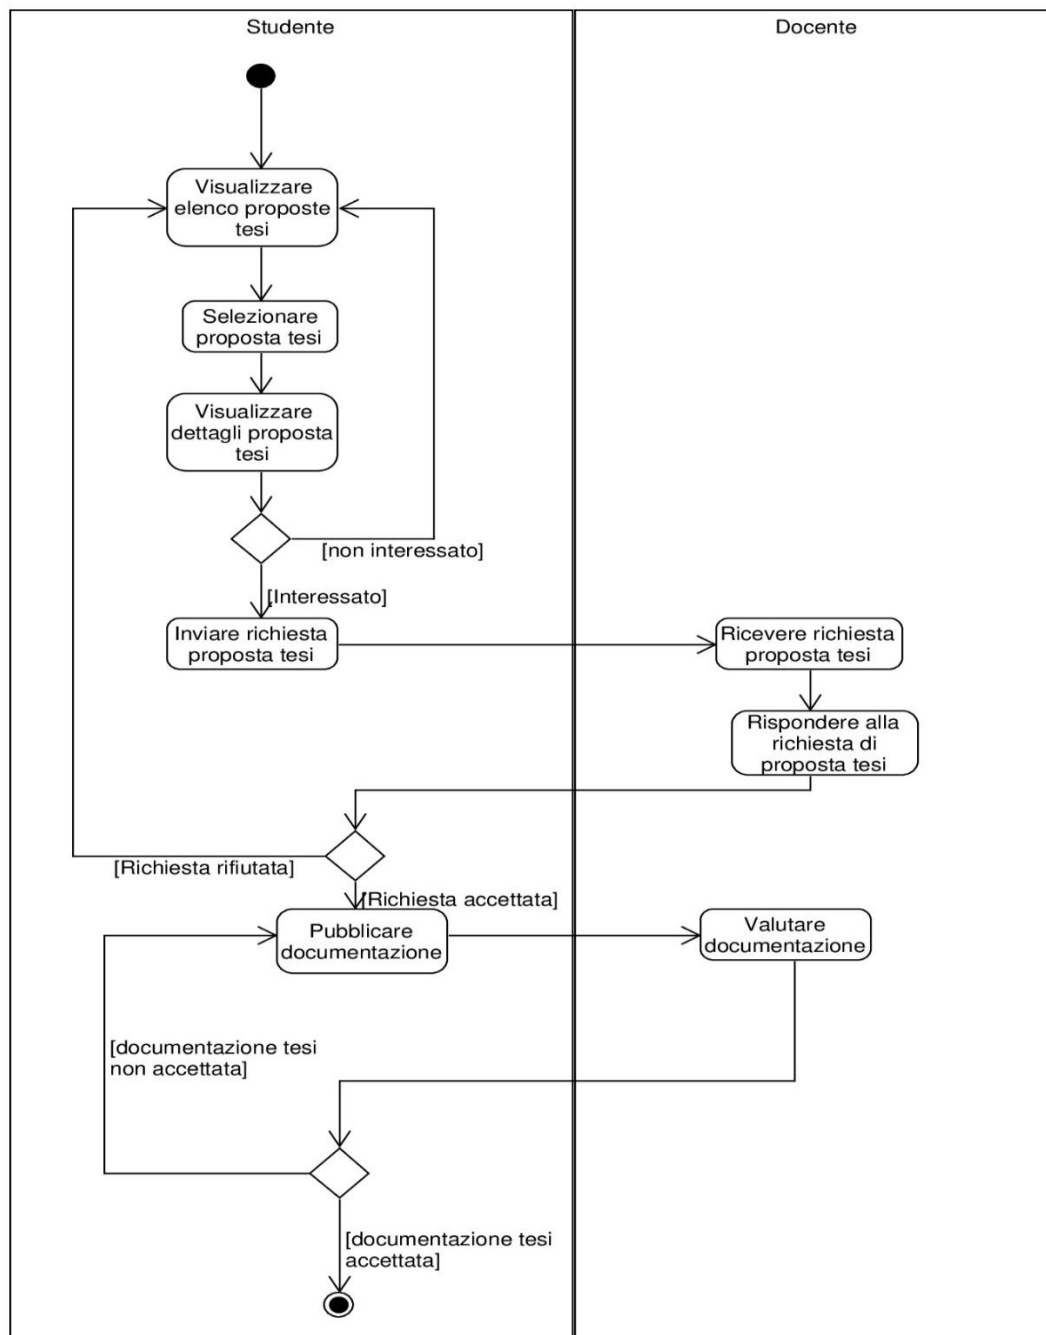 Studente
Docente
Visualizzare
elenco proposte
tesi
Selezionare
proposta tesi
Visualizzare
dettagli proposta
tesi
[non interessato]
[Interessato]
Inviare richiesta
proposta tesi
Ricevere richiesta
proposta tesi
Rispondere alla
richiesta di
proposta tesi
[Richiesta rifiutata]
[Richiesta accettata]
Pubblicare
documentazione
Valutare
documentazione
[documentazione tesi
non accettata]
[documentazione tesi
accettata]